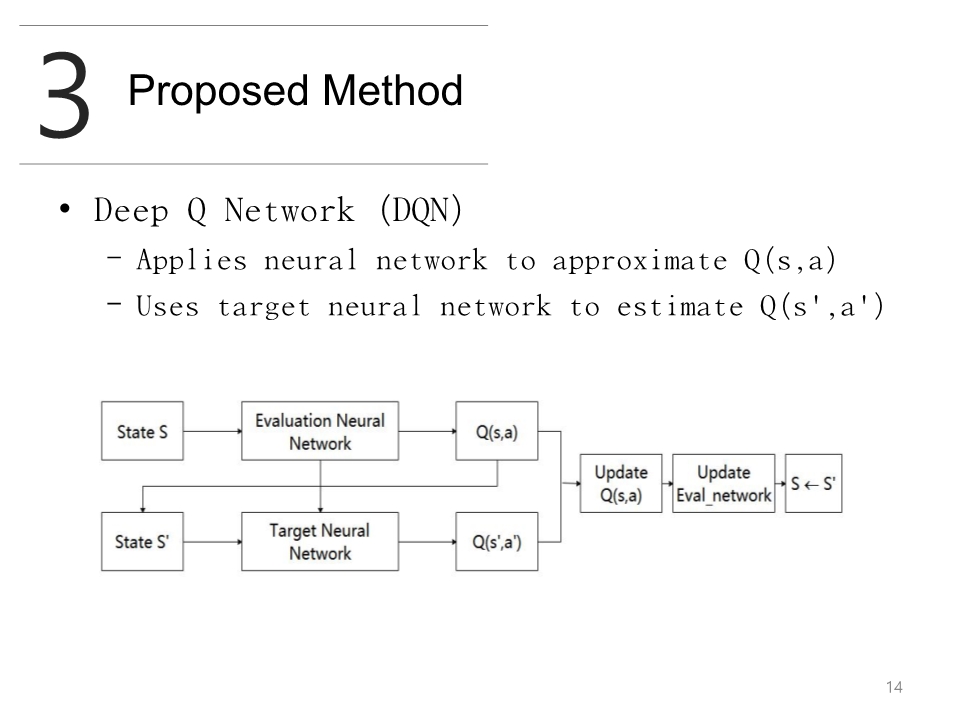 3
Proposed Method
• Deep Q Network (DQN)
– Applies neural network to approximate Q(s,a)
– Uses target neural network to estimate Q(s',a')
State S
Evaluation Neural
Network
Q(s,a)
State S'
Target Neural
Network
Q(s',a')
Update
Q(s,a)
Update
Eval_network
S ← S'
14